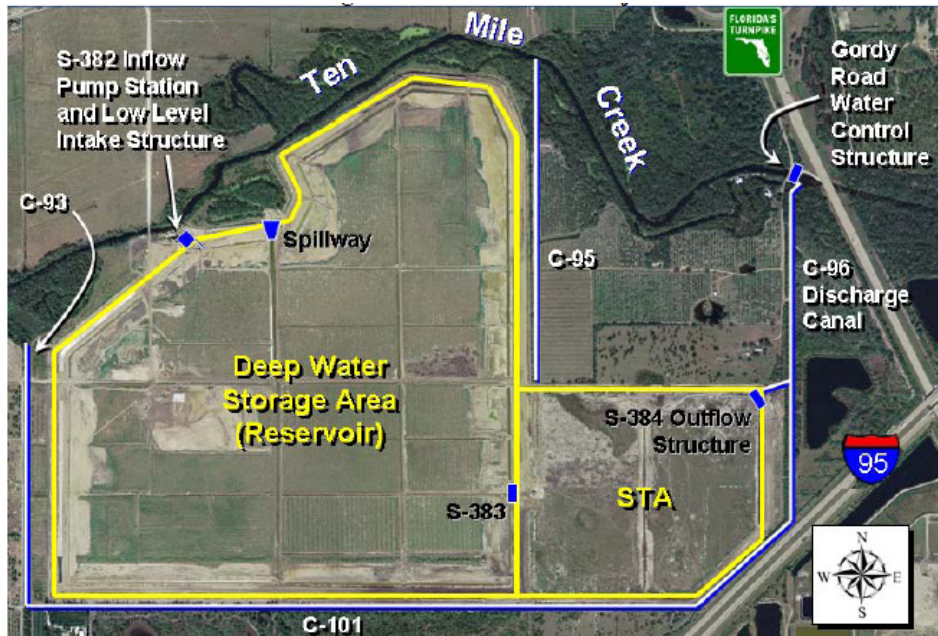 Ten
Mile
Creek
FLORIDA'S
TURNPIKE
S-382 Inflow
Pump Station
and Low Level
Intake Structure
Gordy
Road
Water
Control
Structure
C-93
Spillway
C-95
C-96
Discharge
Canal
Deep Water
Storage Area
(Reservoir)
S-384 Outflow
Structure
95
S-383
STA
N
W E
S
C-101